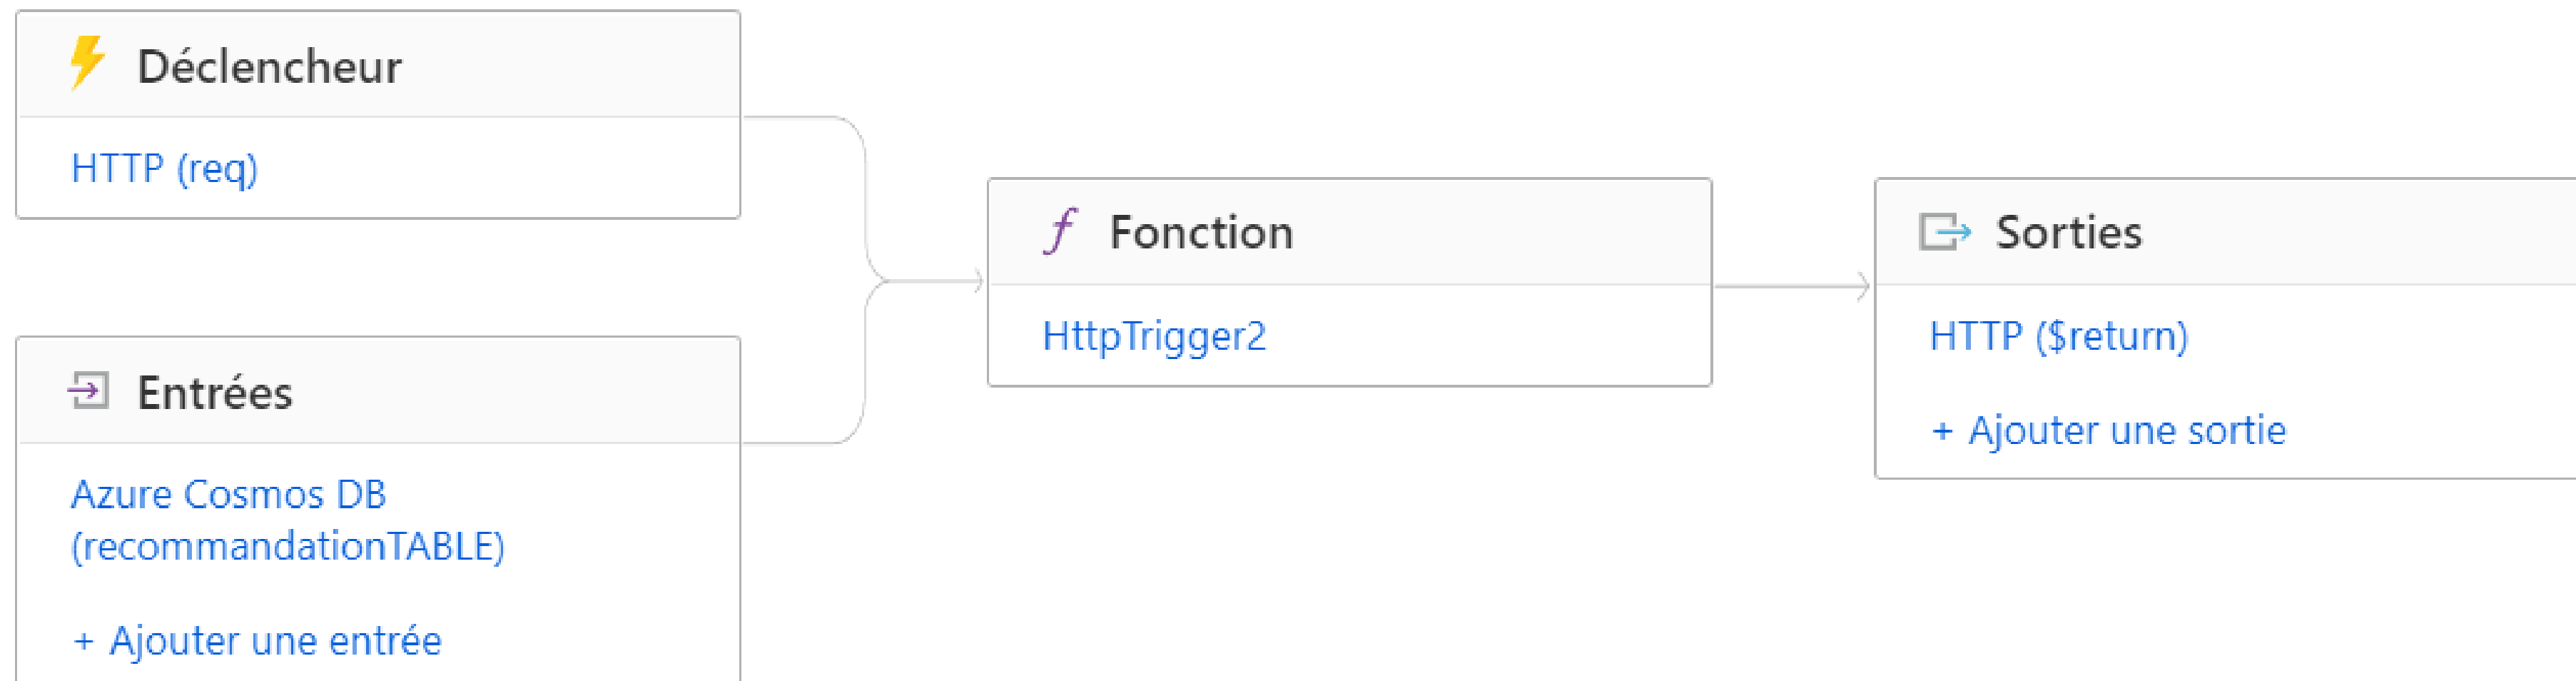 Déclencheur
HTTP (req)
Entrées
Azure Cosmos DB
(recommandationTABLE)
+ Ajouter une entrée
Fonction
HttpTrigger2
Sorties
HTTP ($return)
+ Ajouter une sortie